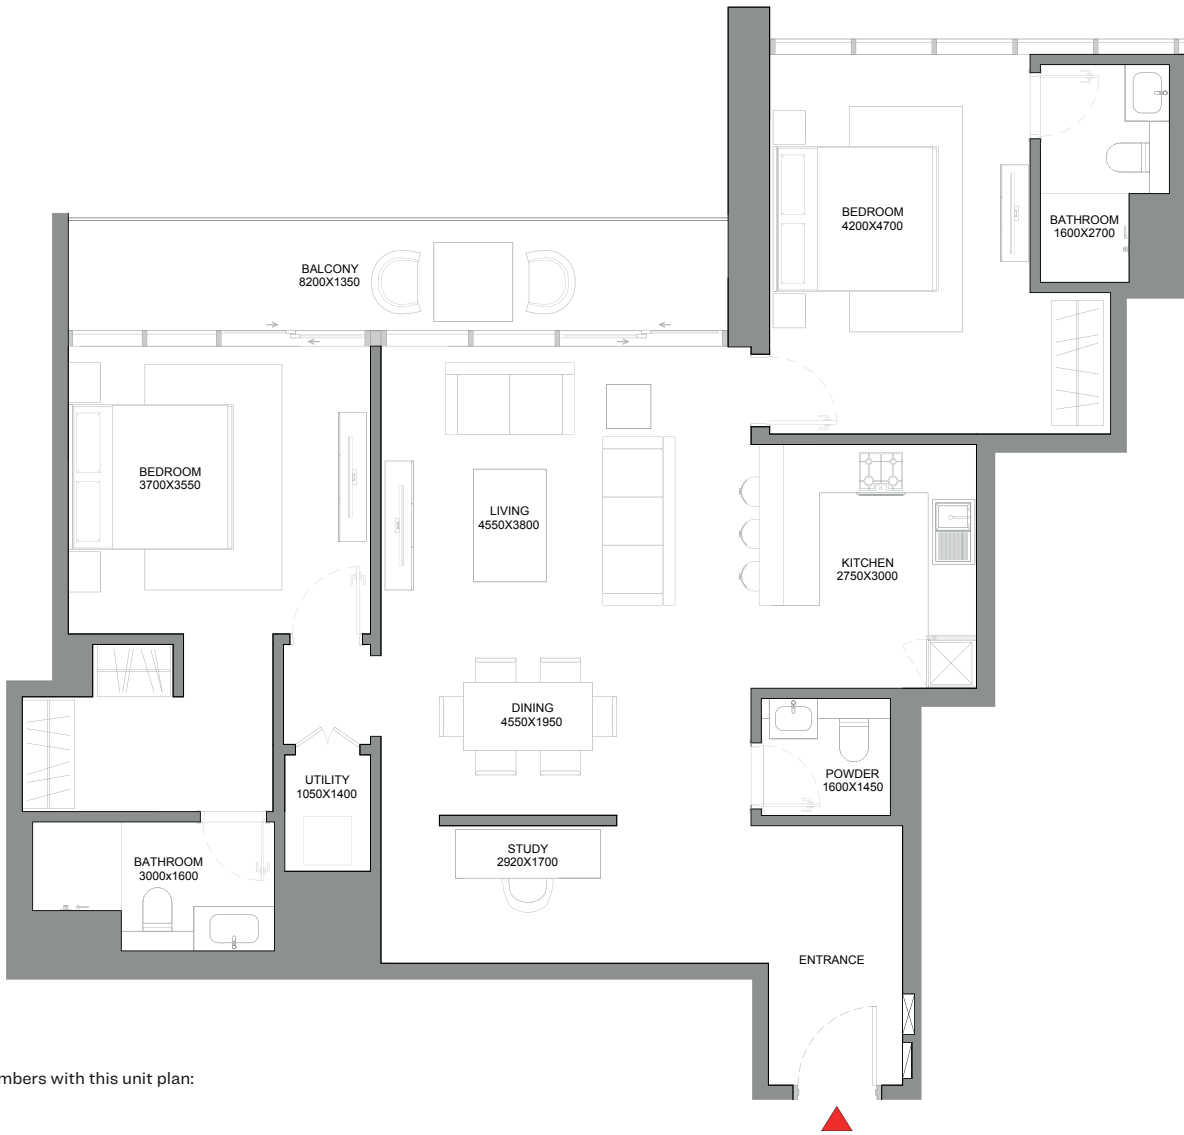 BEDROOM
4200X4700
BATHROOM
1600X2700
BALCONY
8200X1350
BEDROOM
3700X3550
LIVING
4550X3800
KITCHEN
2750X3000
DINING
4550X1950
UTILITY
1050X1400
POWDER
1600X1450
STUDY
2920X1700
BATHROOM
3000x1600
ENTRANCE
with this unit plan: